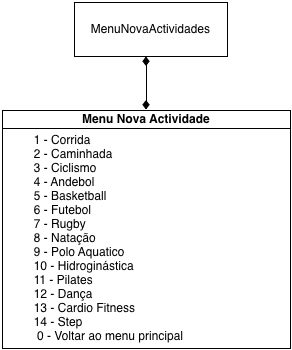 MenuNovaActividades
Menu Nova Actividade
1 - Corrida
2 - Caminhada
3 - Ciclismo
4 - Andebol
5 - Basketball
6 - Futebol
7 - Rugby
8 - Natação
9 - Polo Aquatico
10 - Hidroginástica
11 - Pilates
12 - Dança
13 - Cardio Fitness
14 - Step
0 - Voltar ao menu principal